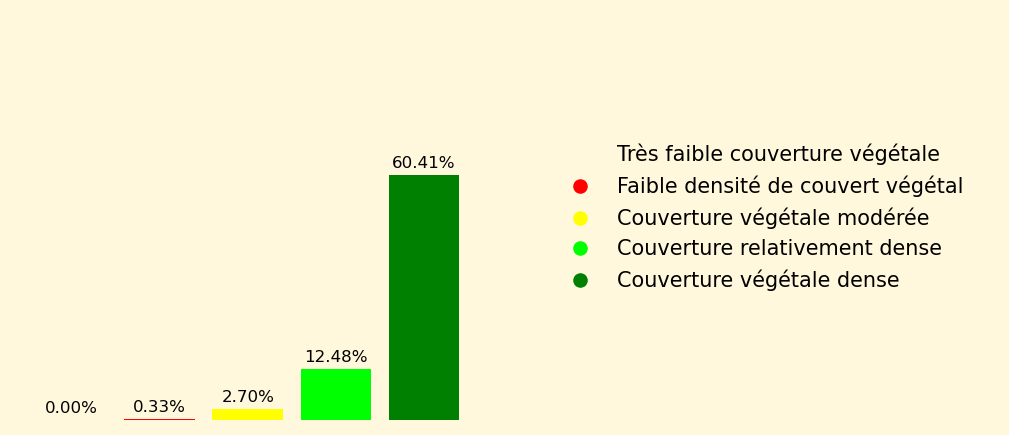 60.41%
12.48%
2.70%
0.33%
0.00%
Très faible couverture végétale
Faible densité de couvert végétal
Couverture végétale modérée
Couverture relativement dense
Couverture végétale dense